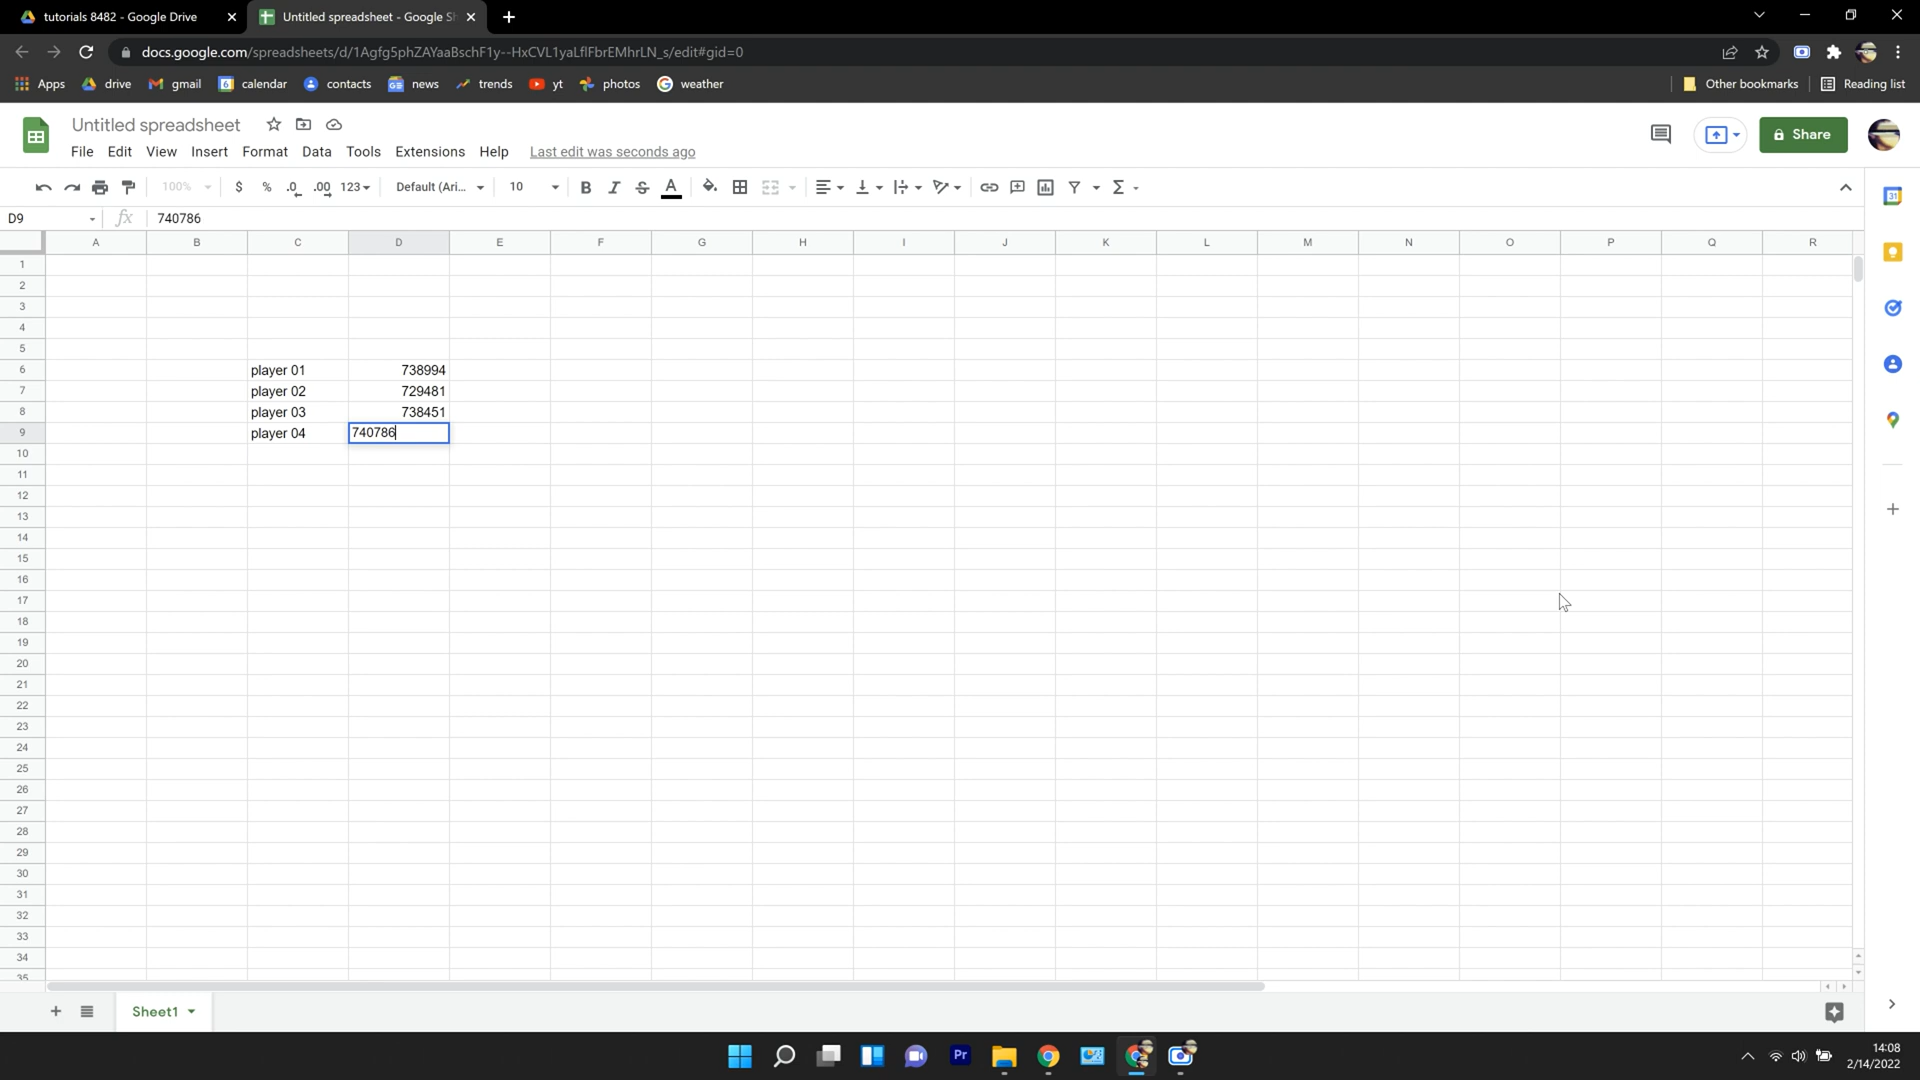 tutorials 8482 - Google Drive
Untitled spreadsheet - Google Sh
docs.google.com/spreadsheets/d/1Agfg5phZAYaaBschF1y--HxCVL1yaLflFbrEMhrLN_s/edit#gid=0
Apps drive gmail calendar contacts news trends yt photos weather Other bookmarks Reading list
Untitled spreadsheet
Share
File Edit View Insert Format Data Tools Extensions Help Last edit was seconds ago
100% $ % .0 .00 123 Default (Ari... 10 B I S A
D9 fx 740786
A B C D E F G H I J K L M N O P Q R
1
2
3
4
5
6 player 01 738994
7 player 02 729481
8 player 03 738451
9 player 04 740786
10
11
12
13
14
15
16
17
18
19
20
21
22
23
24
25
26
27
28
29
30
31
32
33
34
35
Sheet1
Pr
14:08
2/14/2022